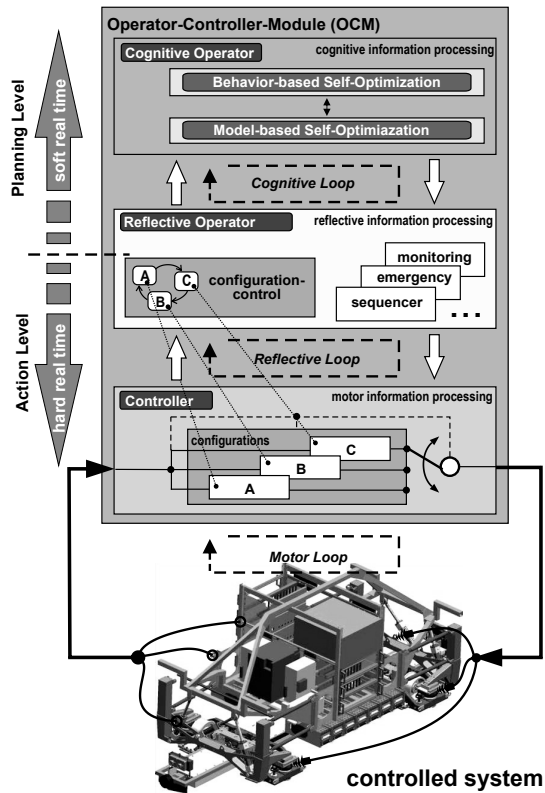 Operator-Controller-Module (OCM)
Cognitive Operator
cognitive information processing
Behavior-based Self-Optimization
Model-based Self-Optimiazation
Cognitive Loop
Planning Level
soft real time
Reflective Operator
reflective information processing
A
C
B
configuration-
control
monitoring
emergency
sequencer
...
Reflective Loop
Action Level
hard real time
Controller
motor information processing
configurations
C
B
A
Motor Loop
controlled system